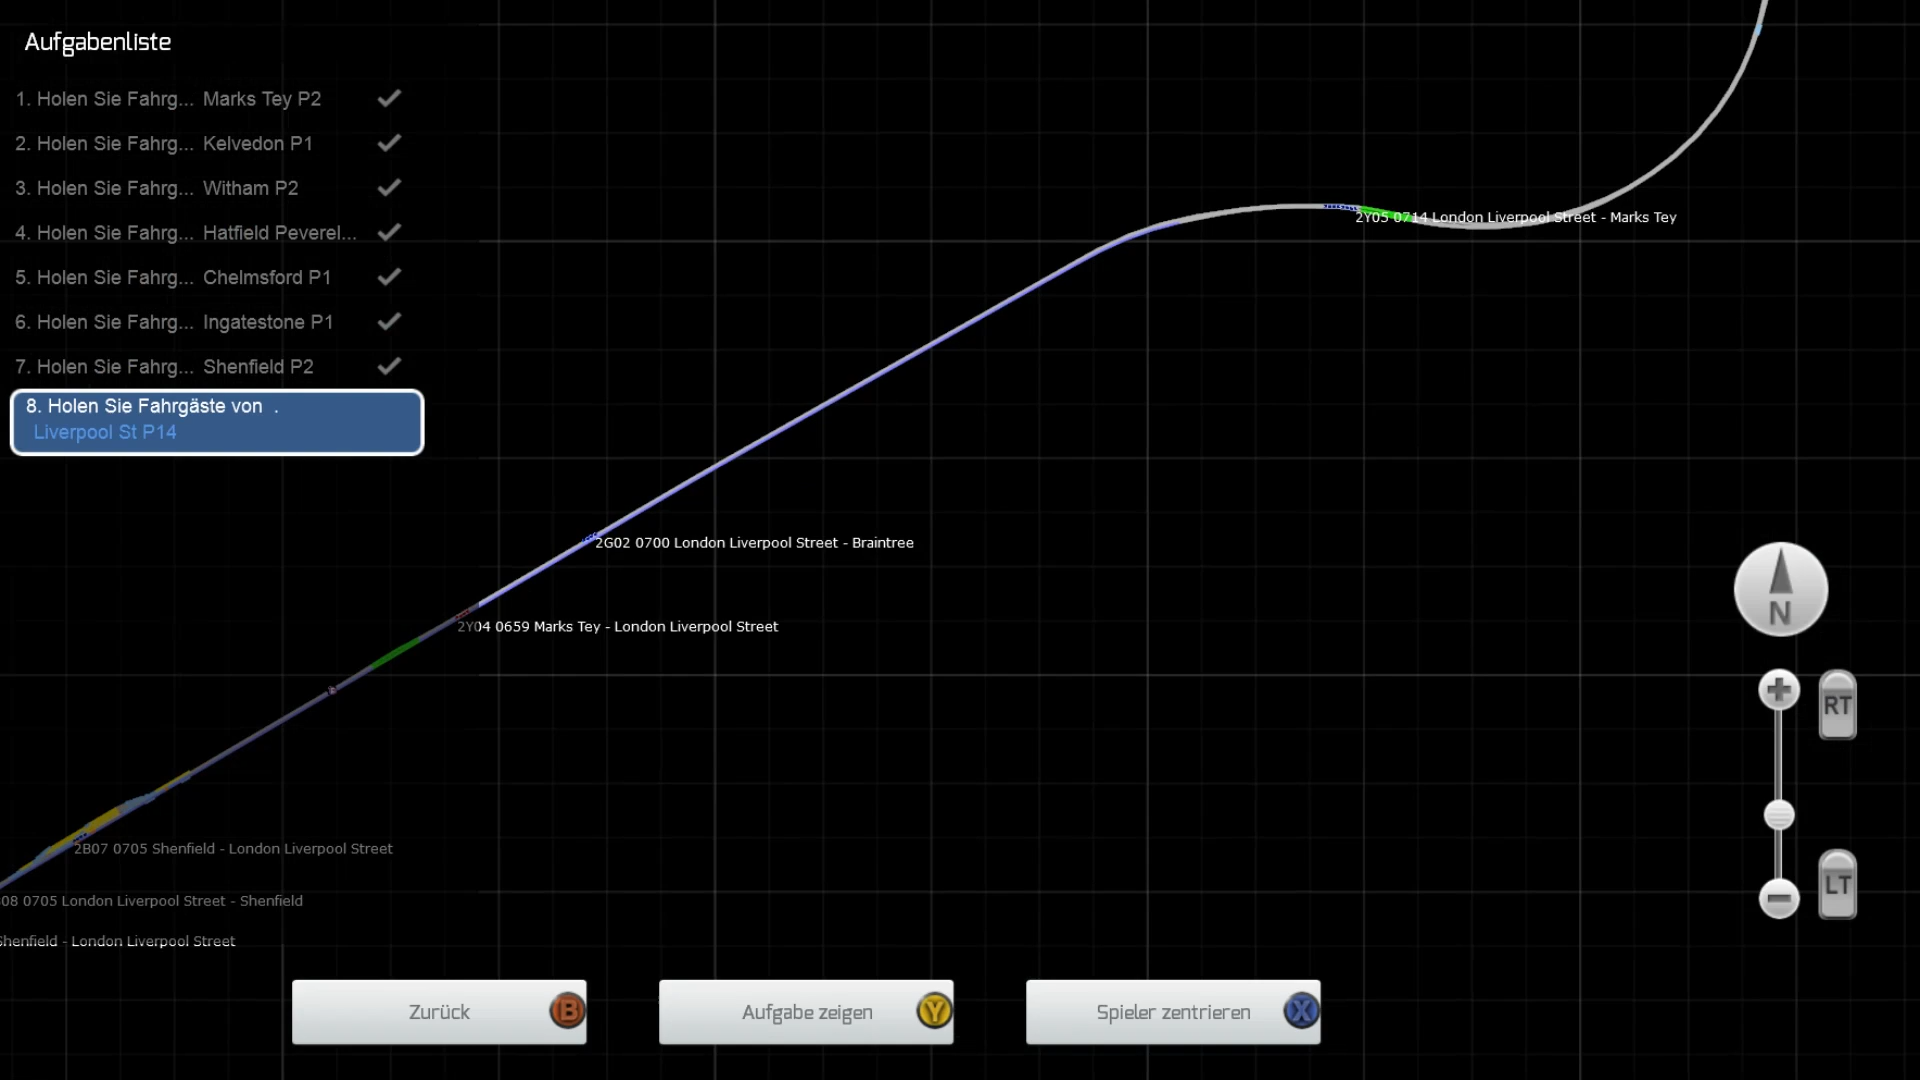 Aufgabenliste
1. Holen Sie Fahrg... Marks Tey P2
2. Holen Sie Fahrg... Kelvedon P1
3. Holen Sie Fahrg... Witham P2
4. Holen Sie Fahrg... Hatfield Peverel...
5. Holen Sie Fahrg... Chelmsford P1
6. Holen Sie Fahrg... Ingatestone P1
7. Holen Sie Fahrg... Shenfield P2
8. Holen Sie Fahrgäste von .
Liverpool St P14
2Y05 0714 London Liverpool Street - Marks Tey
2G02 0700 London Liverpool Street - Braintree
2Y04 0659 Marks Tey - London Liverpool Street
2B07 0705 Shenfield - London Liverpool Street
08 0705 London Liverpool Street - Shenfield
Shenfield - London Liverpool Street
N
RT
LT
Zurück B
Aufgabe zeigen Y
Spieler zentrieren X